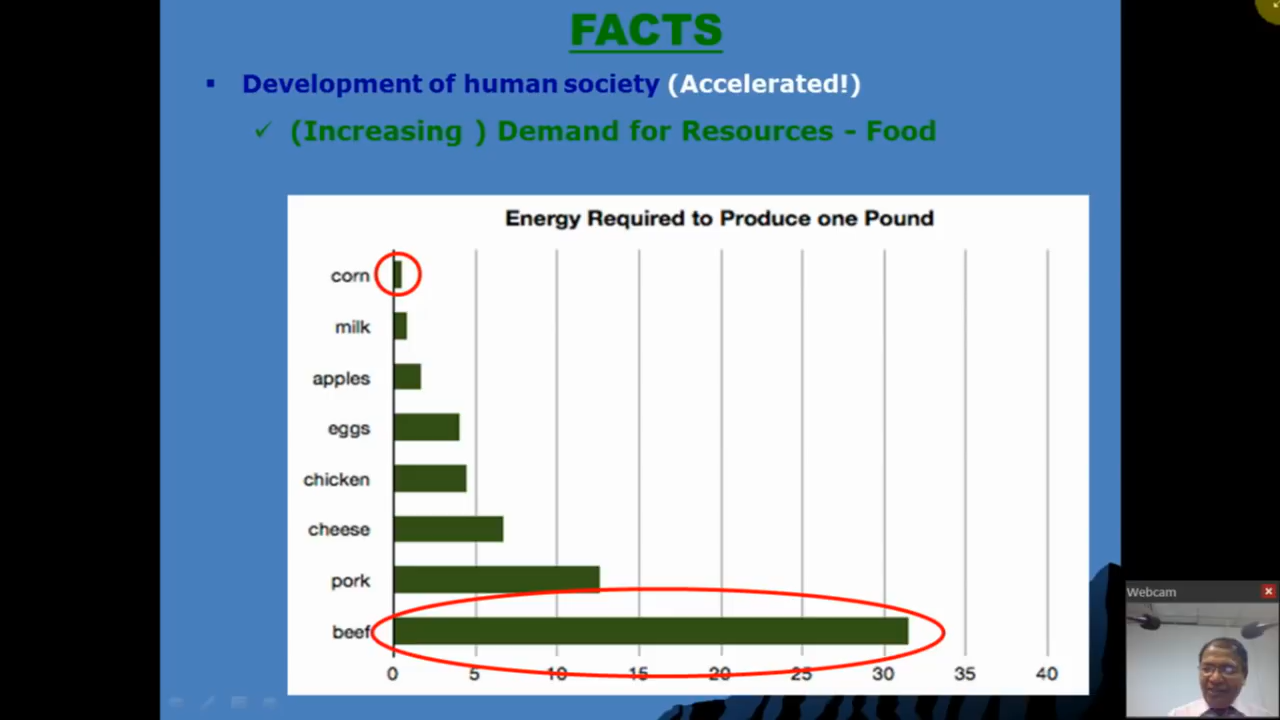 FACTS
Development of human society (Accelerated!)
(Increasing ) Demand for Resources - Food
Energy Required to Produce one Pound
corn
milk
apples
eggs
chicken
cheese
pork
beef
0 5 10 15 20 25 30 35 40
Webcam